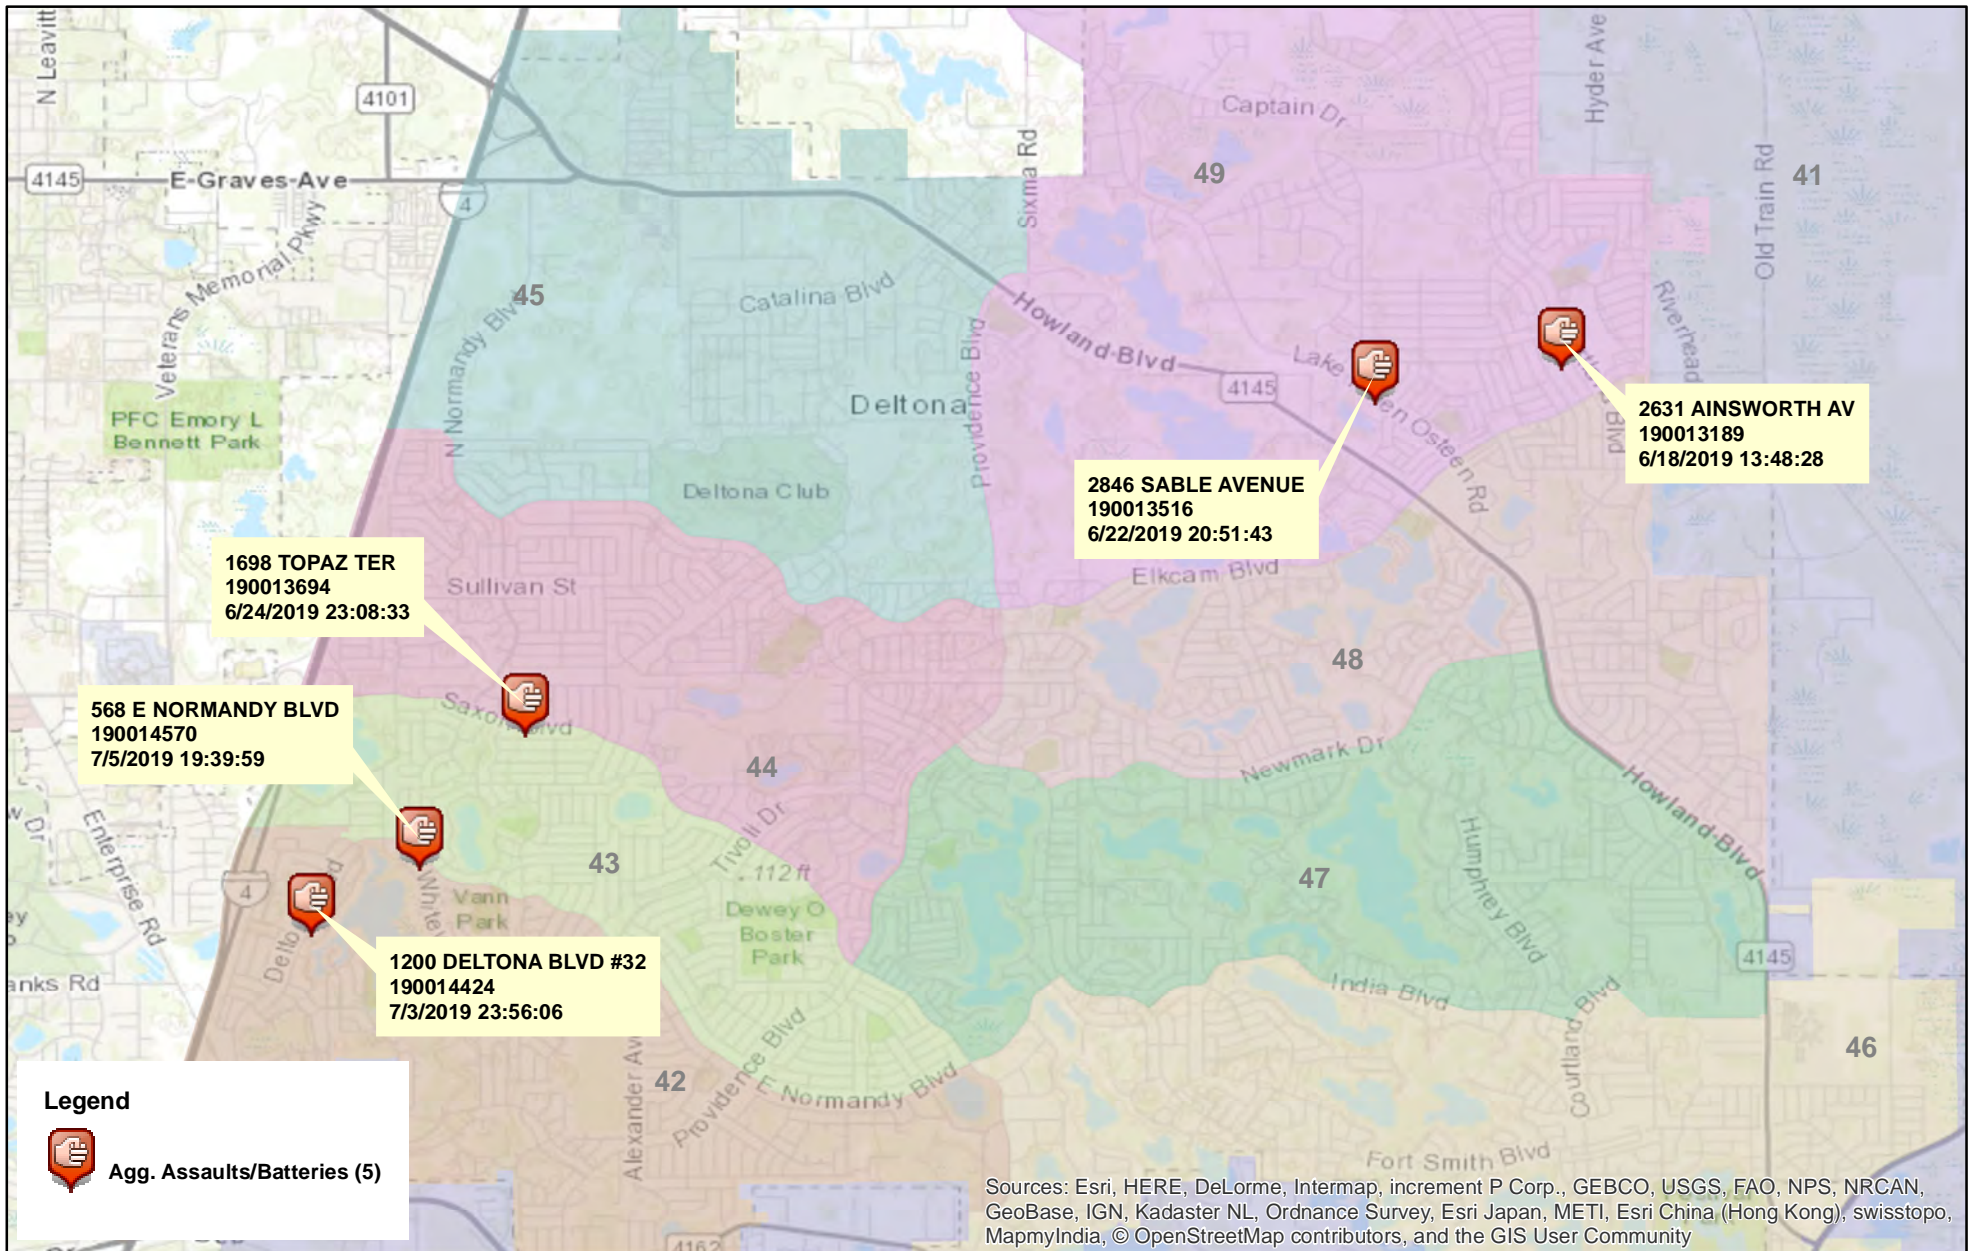 N Leavitt
4101
Hyder Ave
Captain Dr
Sixma Rd
49
41
Old Train Rd
4145
E-Graves-Ave
4
Veterans Memorial Pkwy
45
N Normandy Blvd
Catalina Blvd
Howland-Blvd
Providence Blvd
Riverhead
Lake
en Osteen Rd
4145
Deltona
PFC Emory L
Bennett Park
Blvd
2631 AINSWORTH AV
190013189
6/18/2019 13:48:28
2846 SABLE AVENUE
190013516
6/22/2019 20:51:43
Deltona Club
Elkcam Blvd
1698 TOPAZ TER
190013694
6/24/2019 23:08:33
Sullivan St
48
568 E NORMANDY BLVD
190014570
7/5/2019 19:39:59
Saxon Blvd
44
Newmark Dr
Howland-Blvd
w Dr
Enterprise Rd
Tivoli Dr
43
112 ft
47
Humphrey Blvd
4
Delto
d
White
Vann
Park
Dewey O
Boster
Park
ey
anks Rd
1200 DELTONA BLVD #32
190014424
7/3/2019 23:56:06
4145
India Blvd
Courtland Blvd
46
42
Alexander Av
Providence Blvd
E Normandy Blvd
Fort Smith Blvd
Legend
Agg. Assaults/Batteries (5)
4162
Sources: Esri, HERE, DeLorme, Intermap, increment P Corp., GEBCO, USGS, FAO, NPS, NRCAN,
GeoBase, IGN, Kadaster NL, Ordnance Survey, Esri Japan, METI, Esri China (Hong Kong), swisstopo,
MapmyIndia, © OpenStreetMap contributors, and the GIS User Community